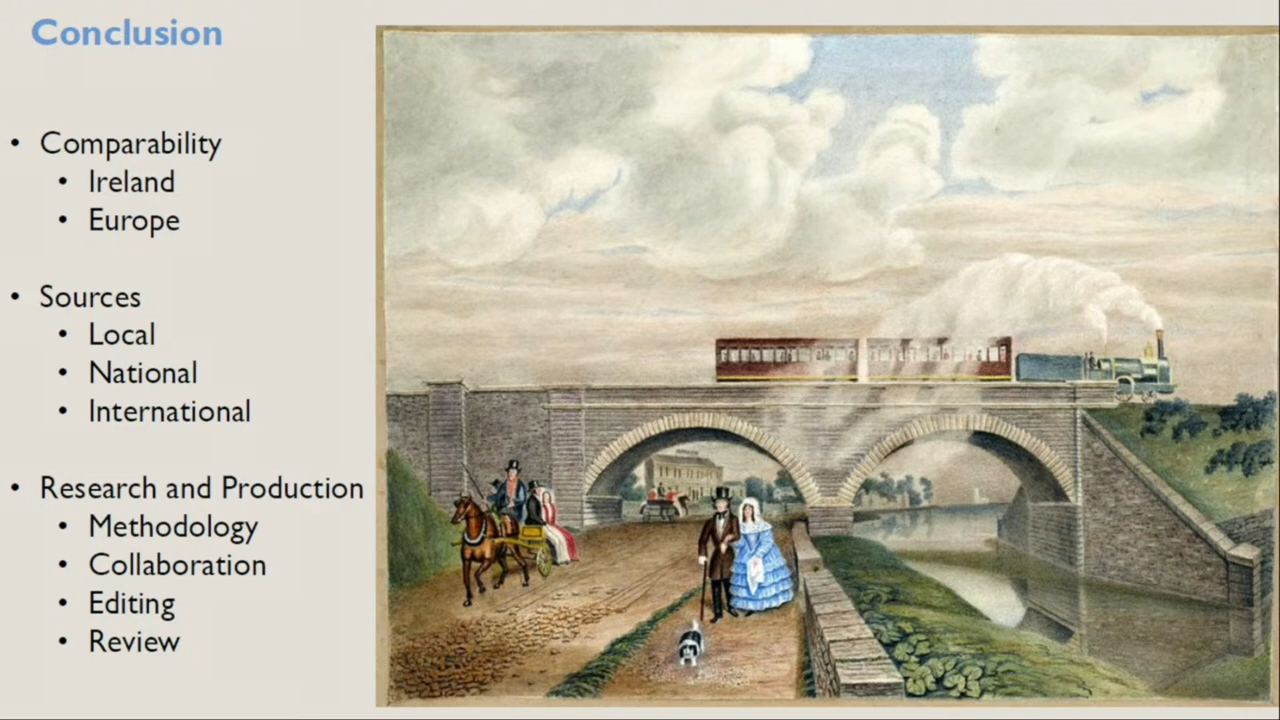 Conclusion
• Comparability
• Ireland
• Europe
• Sources
• Local
• National
• International
• Research and Production
• Methodology
• Collaboration
• Editing
• Review